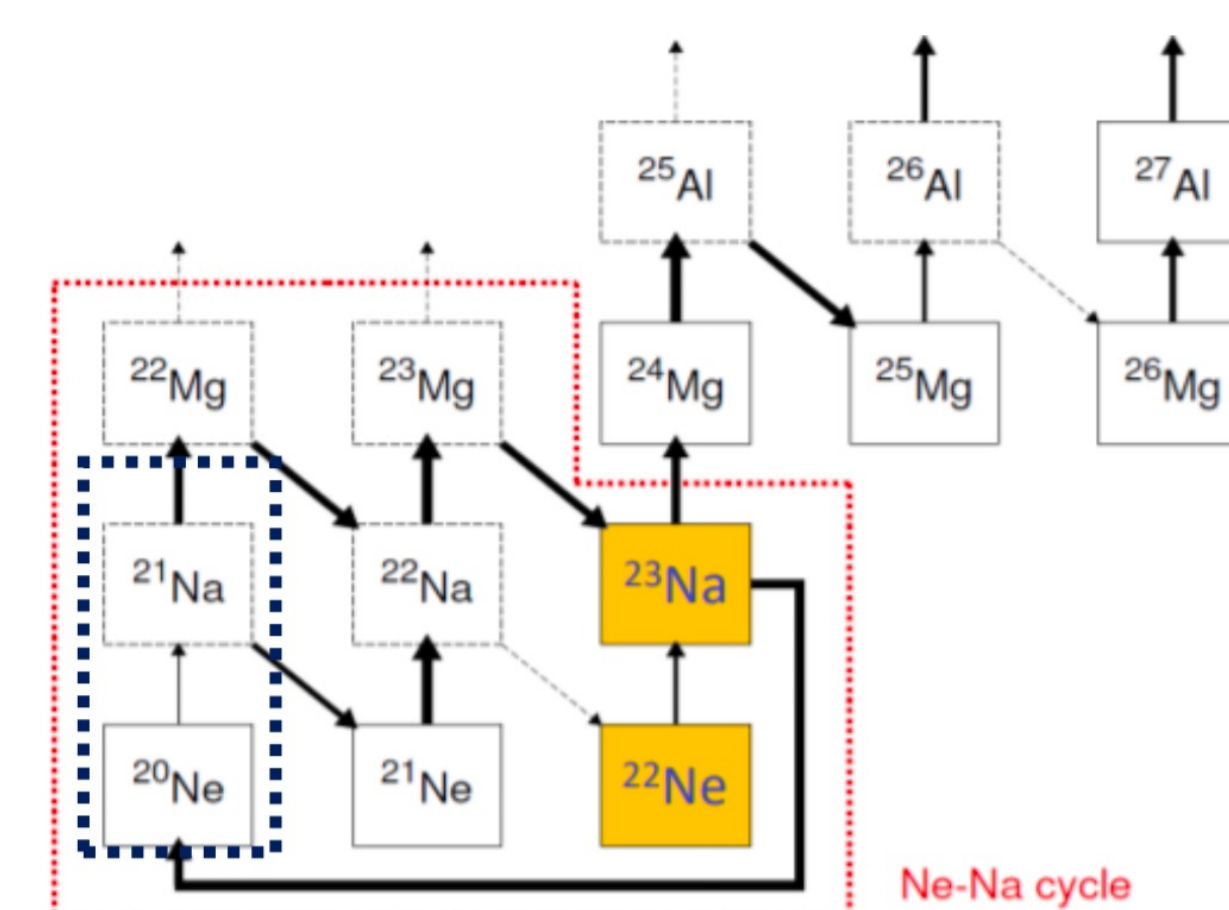 ²⁵Al ²⁶Al ²⁷Al
²²Mg ²³Mg ²⁴Mg ²⁵Mg ²⁶Mg
²¹Na ²²Na ²³Na
²⁰Ne ²¹Ne ²²Ne
Ne-Na cycle